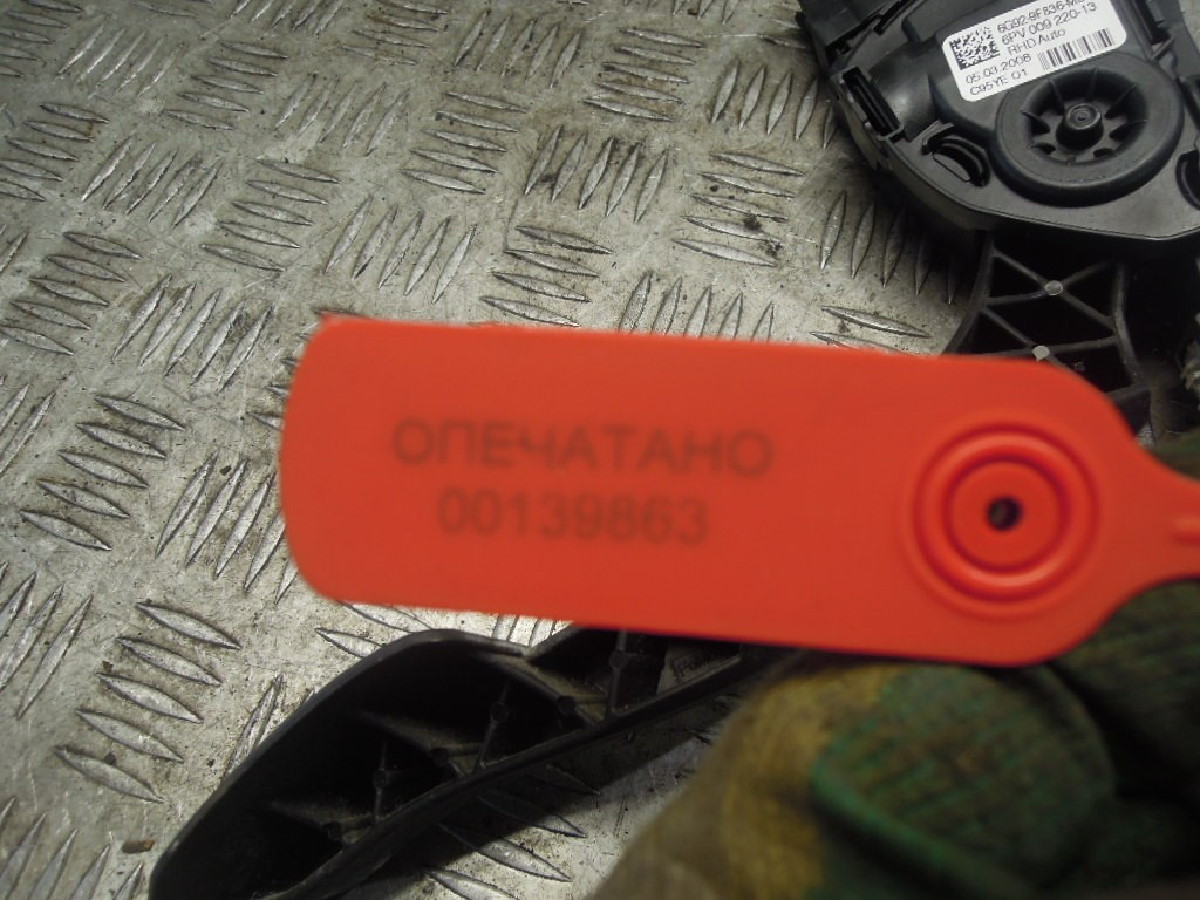 6PV 009 220-13
RHD Auto
05.03.2008
ОПЕЧАТАНО
00139863